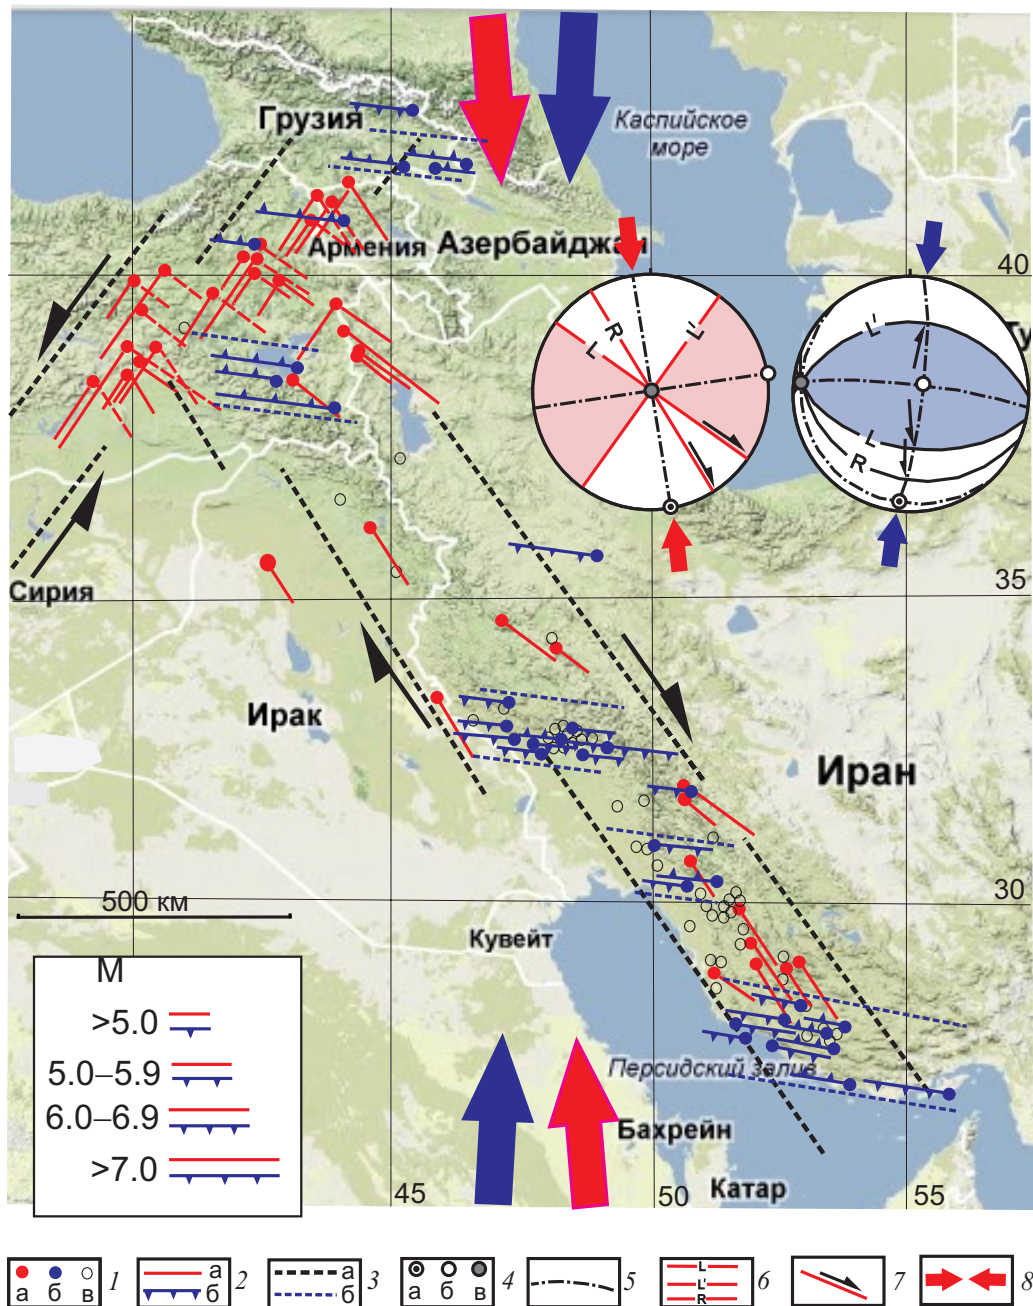 Грузия
Каспийское
море
Армения
Азербайджан
40
R
L
L'
L'
L
R
Ту
35
Сирия
Ирак
Иран
30
500 км
Кувейт
М
>5.0
5.0–5.9
6.0–6.9
>7.0
Персидский залив
Бахрейн
Катар
45
50
55
а б в 1
а
б 2
а
б 3
а б в 4
5
L
L'
R
6
7
8